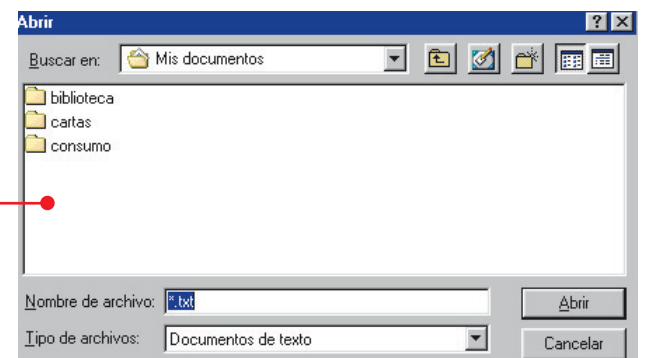 Abrir
Buscar en: Mis documentos
biblioteca
cartas
consumo
Nombre de archivo: *.txt Abrir
Tipo de archivos: Documentos de texto Cancelar